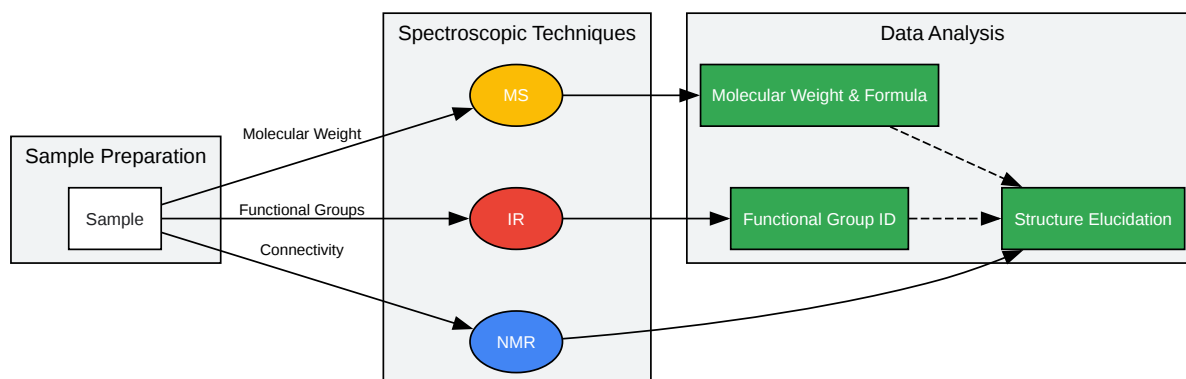 Spectroscopic Techniques
Data Analysis
MS
Molecular Weight & Formula
Molecular Weight
Sample Preparation
Sample
Functional Groups
IR
Functional Group ID
Structure Elucidation
Connectivity
NMR